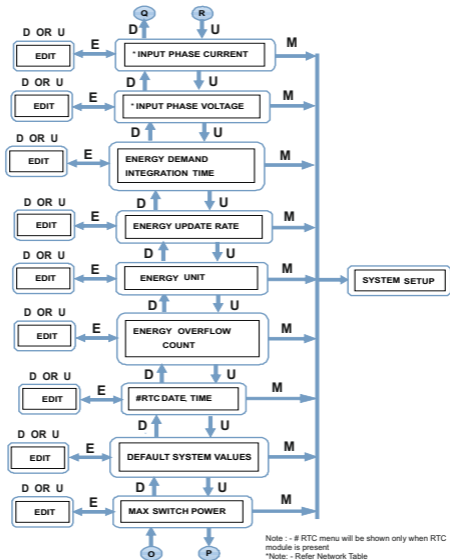 Q R
D OR U D U
EDIT E * INPUT PHASE CURRENT M
D OR U D U
EDIT E * INPUT PHASE VOLTAGE M
D OR U D U
EDIT E ENERGY DEMAND M
INTEGRATION TIME
D OR U D U
EDIT E ENERGY UPDATE RATE M
D OR U D U
EDIT E ENERGY UNIT M SYSTEM SETUP
D OR U D U
EDIT E ENERGY OVERFLOW M
COUNT
D OR U D U
EDIT E #RTC DATE, TIME M
D OR U D U
EDIT E DEFAULT SYSTEM VALUES M
D OR U D U
EDIT E MAX SWITCH POWER M
O P
Note : - # RTC menu will be shown only when RTC
module is present
*Note: - Refer Network Table